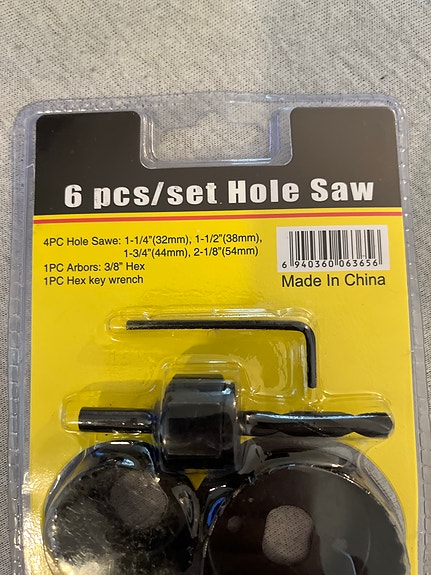 6 pcs/set Hole Saw
4PC Hole Sawe: 1-1/4"(32mm), 1-1/2"(38mm),
1-3/4"(44mm), 2-1/8"(54mm)
1PC Arbors: 3/8" Hex
1PC Hex key wrench
6 940360 063656
Made In China